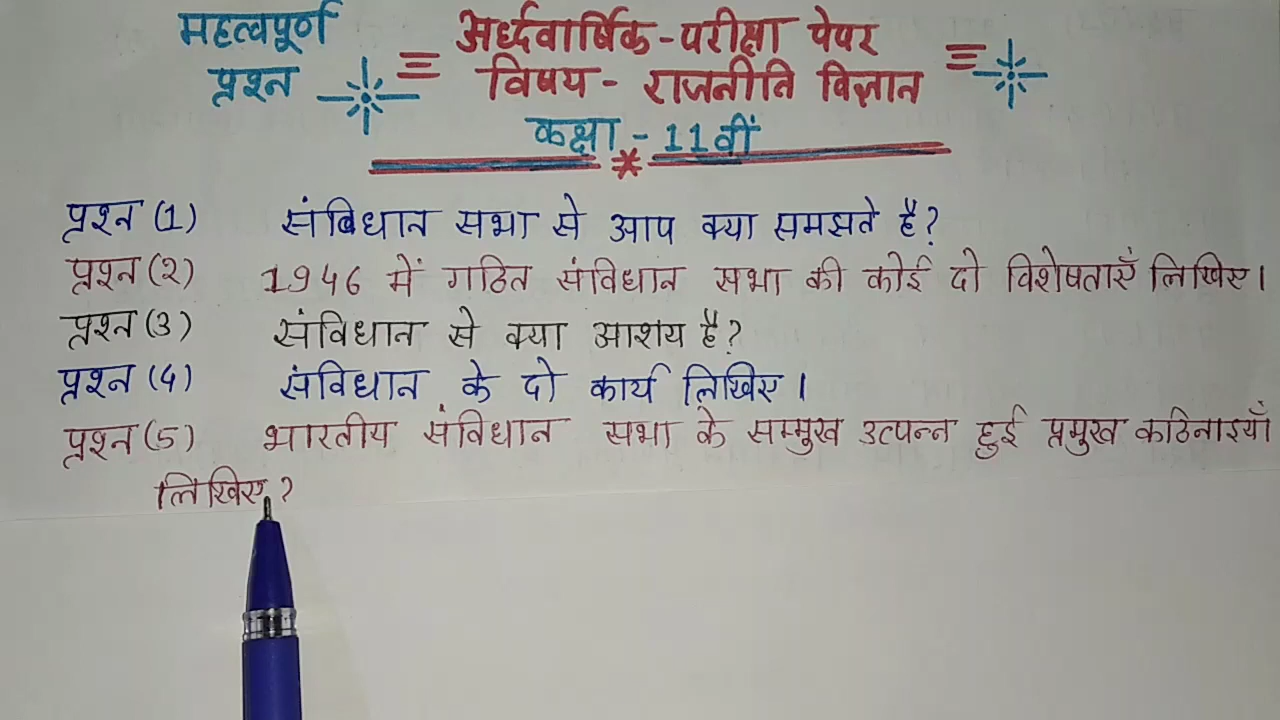 महत्वपूर्ण
प्रश्न
अर्धवार्षिक - परीक्षा पेपर
विषय - राजनीति विज्ञान
कक्षा - 11वीं
प्रश्न (1) संविधान सभा से आप क्या समझते है?
प्रश्न (२) 1946 में गठित संविधान सभा की कोई दो विशेषताएँ लिखिए।
प्रश्न (3) संविधान से क्या आशय है?
प्रश्न (4) संविधान के दो कार्य लिखिए।
प्रश्न (5) भारतीय संविधान सभा के सम्मुख उत्पन्न हुई प्रमुख कठिनाइयाँ
लिखिए?